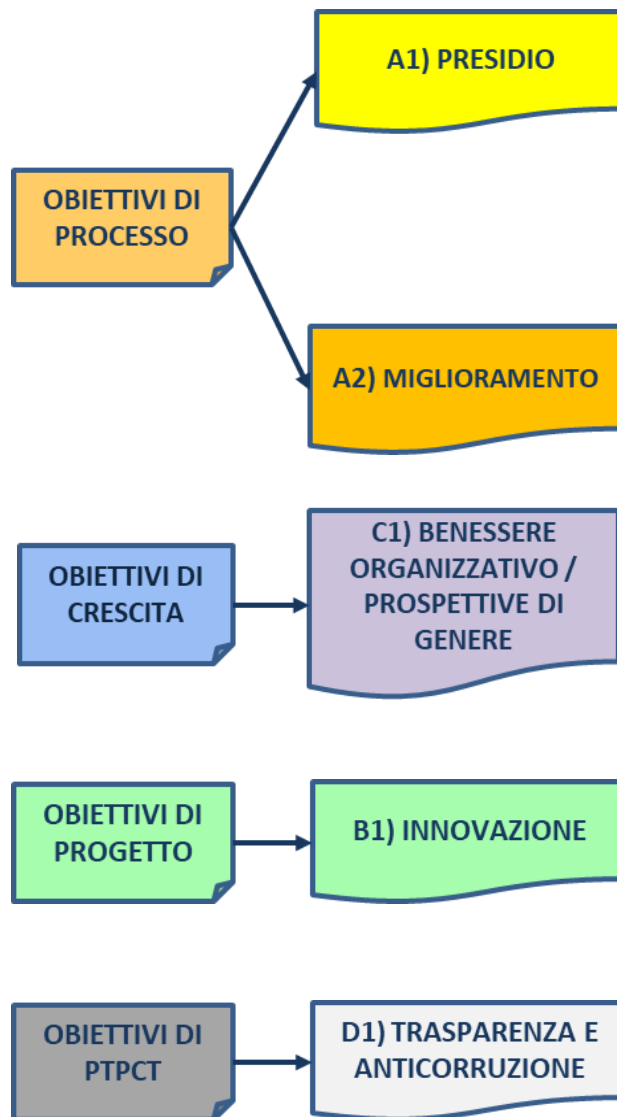 A1) PRESIDIO
OBIETTIVI DI
PROCESSO
A2) MIGLIORAMENTO
OBIETTIVI DI
CRESCITA
C1) BENESSERE
ORGANIZZATIVO /
PROSPETTIVE DI
GENERE
OBIETTIVI DI
PROGETTO
B1) INNOVAZIONE
OBIETTIVI DI
PTPCT
D1) TRASPARENZA E
ANTICORRUZIONE